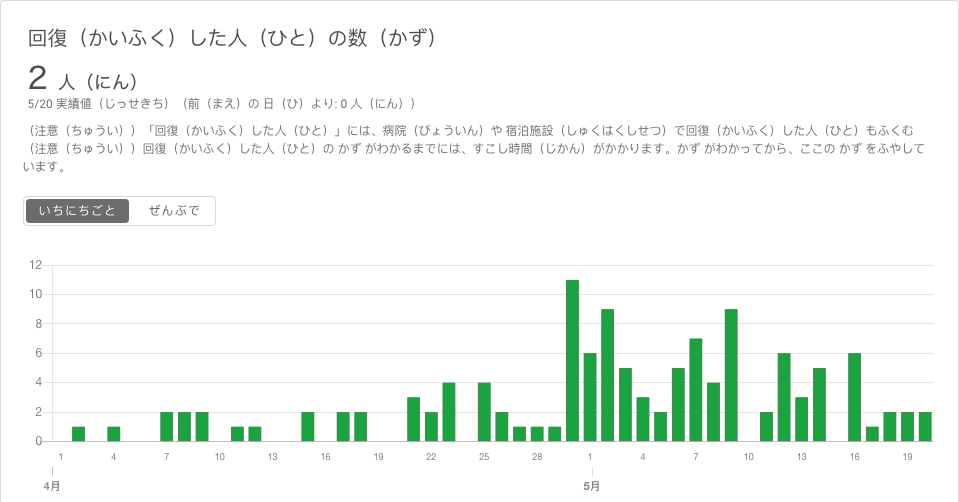 回復（かいふく）した人（ひと）の数（かず）
2 人（にん）
5/20 実績値（じっせきち）（前（まえ）の 日（ひ）より: 0 人（にん））
（注意（ちゅうい））「回復（かいふく）した人（ひと）」には、病院（びょういん）や 宿泊施設（しゅくはくしせつ）で回復（かいふく）した人（ひと）もふくむ
（注意（ちゅうい））回復（かいふく）した人（ひと）の かず がわかるまでには、すこし時間（じかん）がかかります。かず がわかってから、ここの かず をふやして
います。
いちにちごと ぜんぶで
12
10
8
6
4
2
0
1 4 7 10 13 16 19 22 25 28 1 4 7 10 13 16 19
4月 5月